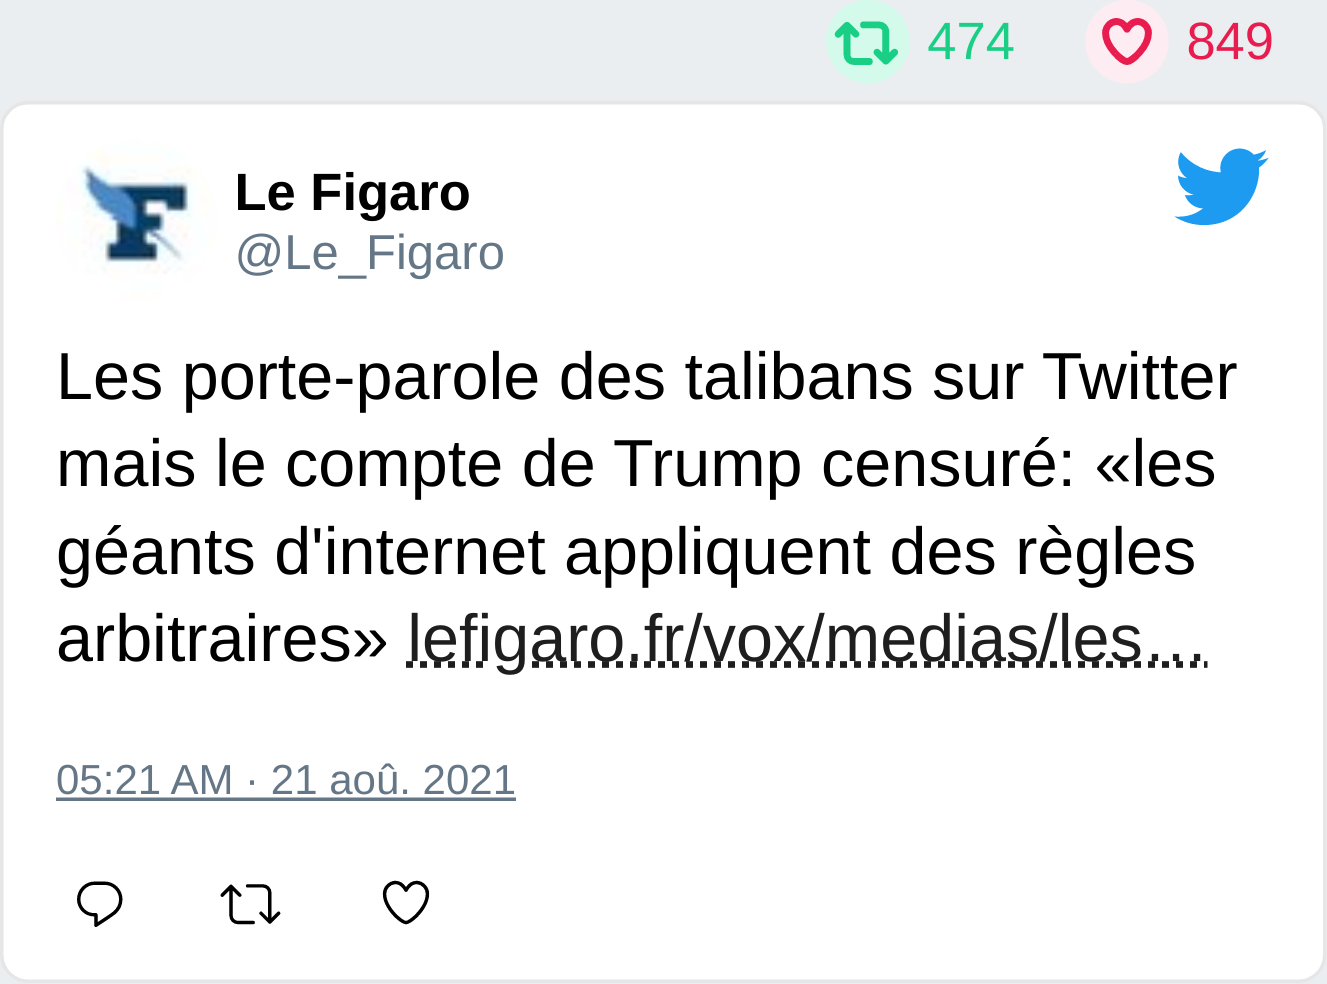 474 849
Le Figaro
@Le_Figaro
Les porte-parole des talibans sur Twitter
mais le compte de Trump censuré: «les
géants d'internet appliquent des règles
arbitraires» lefigaro.fr/vox/medias/les…
05:21 AM · 21 aoû. 2021